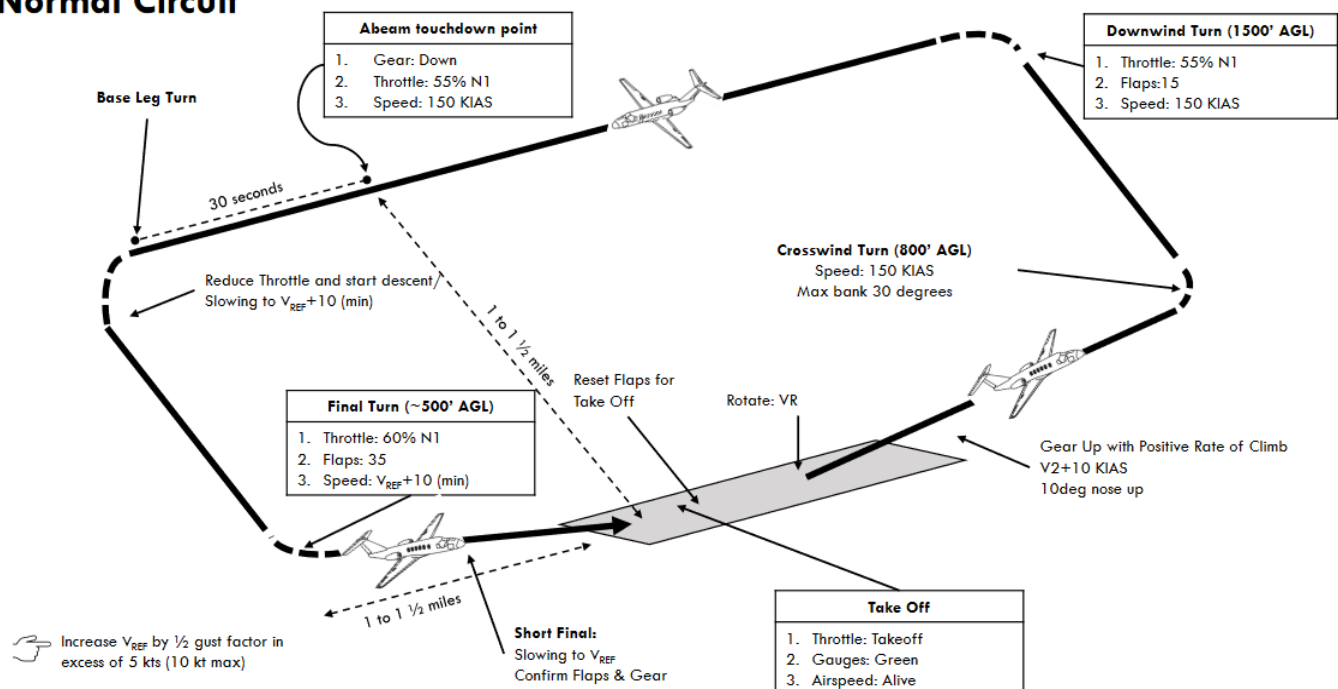 Normal Circuit
Abeam touchdown point
1. Gear: Down
2. Throttle: 55% N1
3. Speed: 150 KIAS
Downwind Turn (1500' AGL)
1. Throttle: 55% N1
2. Flaps:15
3. Speed: 150 KIAS
Base Leg Turn
30 seconds
Crosswind Turn (800' AGL)
Speed: 150 KIAS
Max bank 30 degrees
Reduce Throttle and start descent/
Slowing to VREF+10 (min)
1 to 1 ½ miles
Reset Flaps for
Take Off
Rotate: VR
Final Turn (~500' AGL)
1. Throttle: 60% N1
2. Flaps: 35
3. Speed: VREF+10 (min)
Gear Up with Positive Rate of Climb
V2+10 KIAS
10deg nose up
1 to 1 ½ miles
Take Off
1. Throttle: Takeoff
2. Gauges: Green
3. Airspeed: Alive
Short Final:
Slowing to VREF
Confirm Flaps & Gear
Increase VREF by ½ gust factor in
excess of 5 kts (10 kt max)